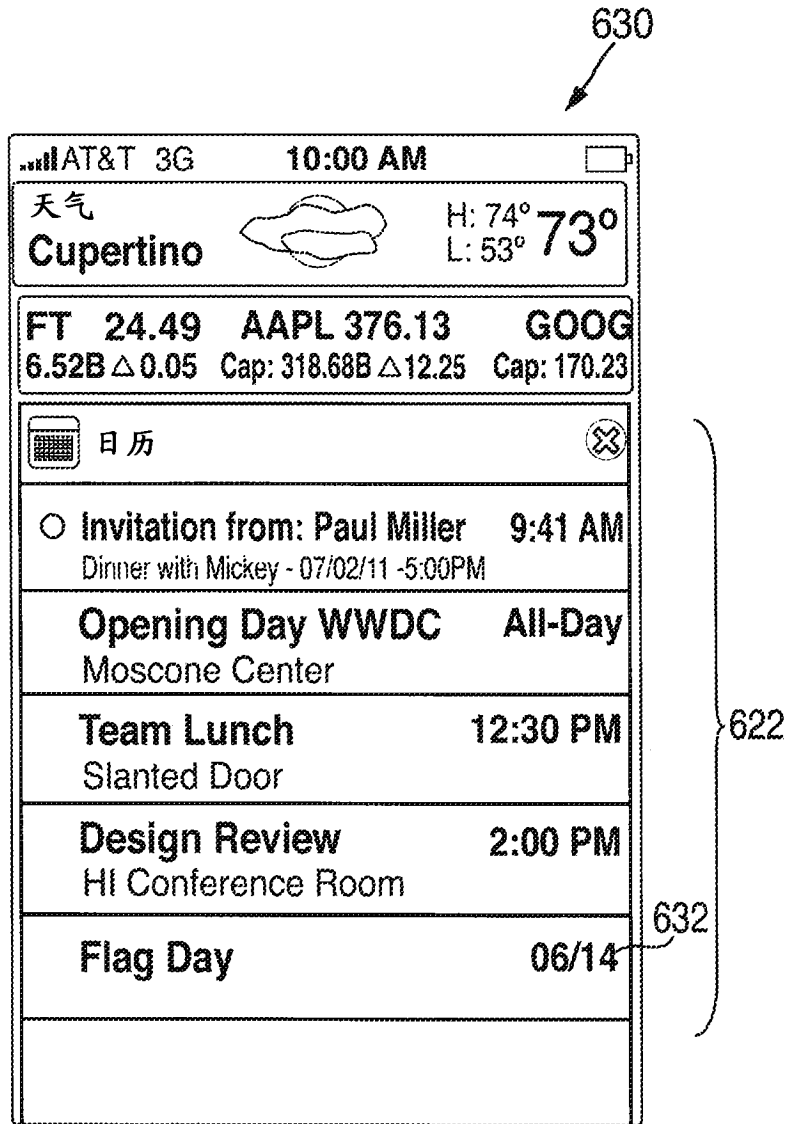 630
AT&T 3G 10:00 AM
天气
Cupertino
H: 74°
L: 53°
73°
FT 24.49 AAPL 376.13 GOOG
6.52B △0.05 Cap: 318.68B △12.25 Cap: 170.23
日历
Invitation from: Paul Miller 9:41 AM
Dinner with Mickey - 07/02/11 -5:00PM
Opening Day WWDC All-Day
Moscone Center
Team Lunch 12:30 PM
Slanted Door
622
Design Review 2:00 PM
HI Conference Room
632
Flag Day 06/14